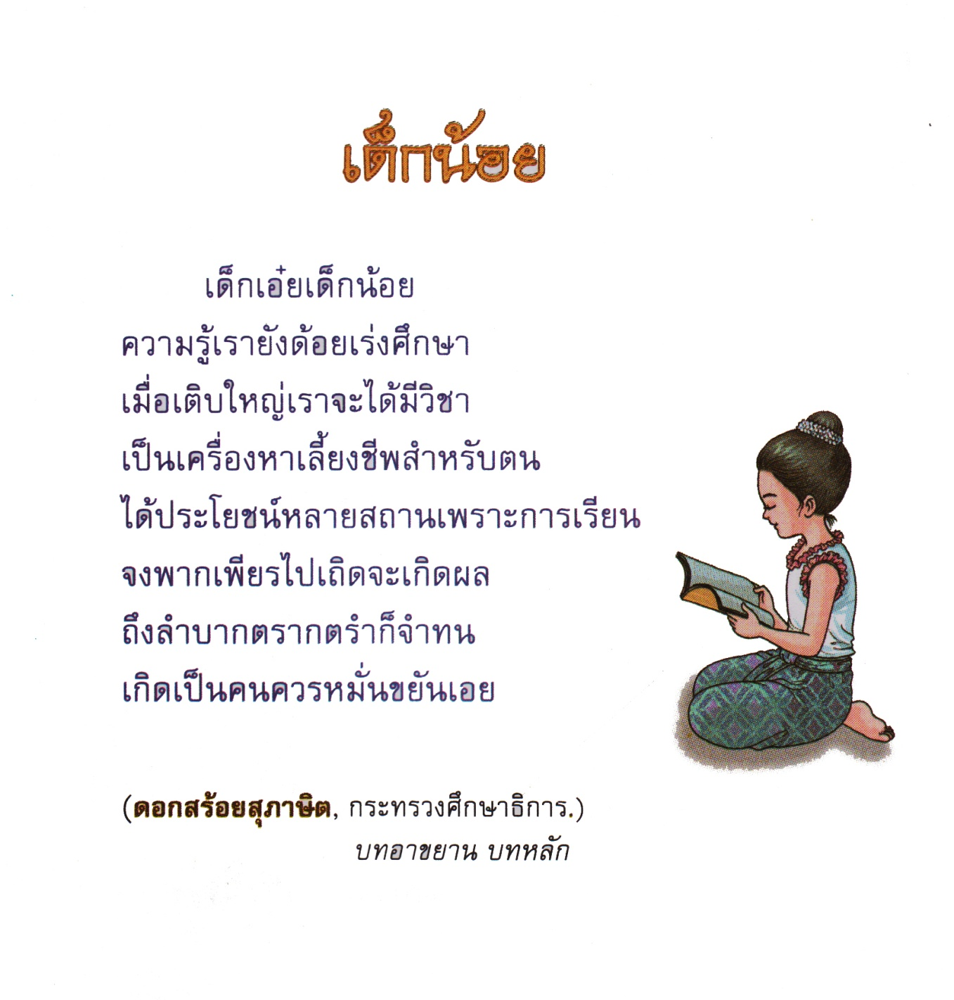 เด็กน้อย
เด็กเอ๋ยเด็กน้อย
ความรู้เรายังด้อยเร่งศึกษา
เมื่อเติบใหญ่เราจะได้มีวิชา
เป็นเครื่องหาเลี้ยงชีพสำหรับตน
ได้ประโยชน์หลายสถานเพราะการเรียน
จงพากเพียรไปเถิดจะเกิดผล
ถึงลำบากตรากตรำก็จำทน
เกิดเป็นคนควรหมั่นขยันเอย
(ดอกสร้อยสุภาษิต, กระทรวงศึกษาธิการ.)
บทอาขยาน บทหลัก